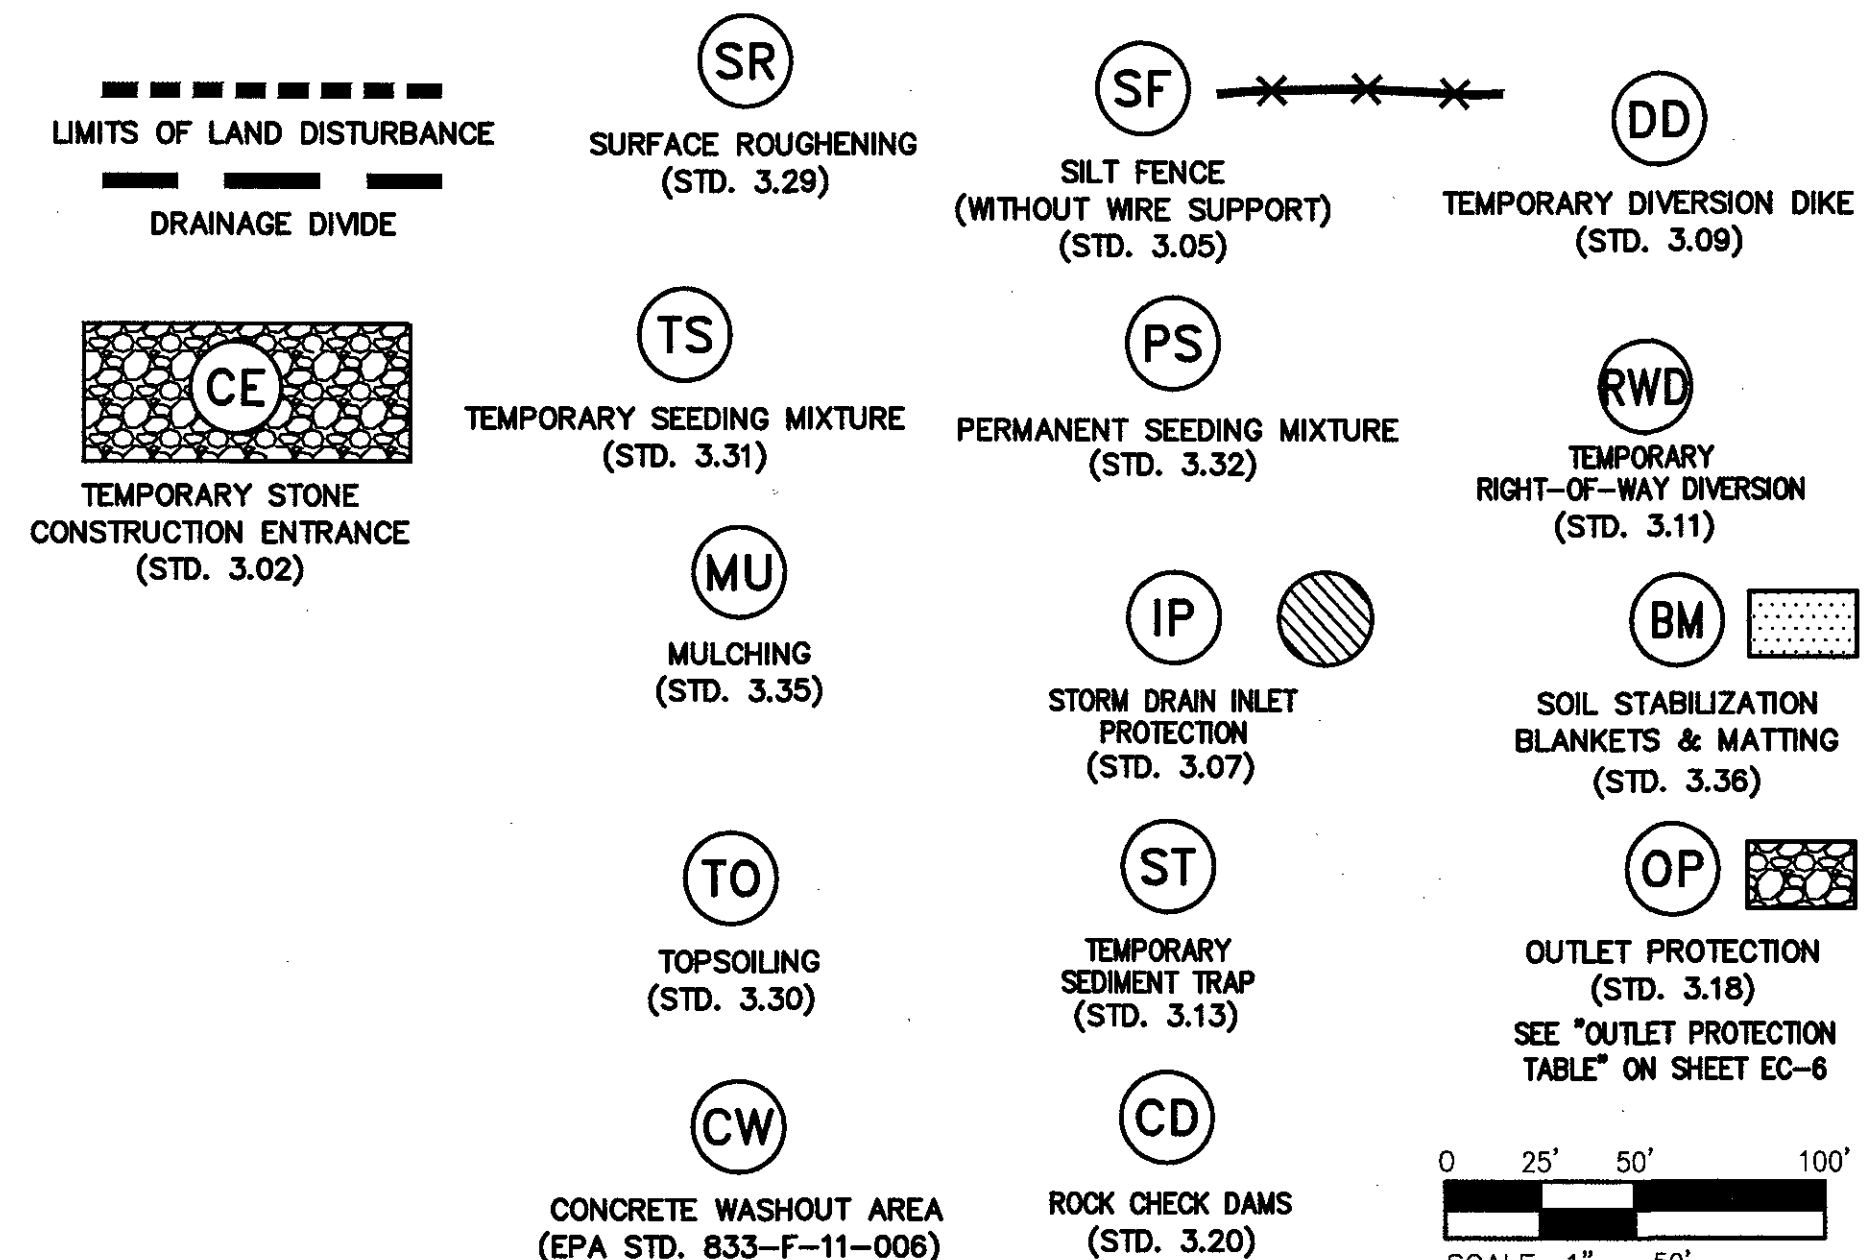 LIMITS OF LAND DISTURBANCE
DRAINAGE DIVIDE
SR
SURFACE ROUGHENING
(STD. 3.29)
SF
SILT FENCE
(WITHOUT WIRE SUPPORT)
(STD. 3.05)
DD
TEMPORARY DIVERSION DIKE
(STD. 3.09)
CE
TEMPORARY STONE
CONSTRUCTION ENTRANCE
(STD. 3.02)
TS
TEMPORARY SEEDING MIXTURE
(STD. 3.31)
PS
PERMANENT SEEDING MIXTURE
(STD. 3.32)
RWD
TEMPORARY
RIGHT-OF-WAY DIVERSION
(STD. 3.11)
MU
MULCHING
(STD. 3.35)
IP
STORM DRAIN INLET
PROTECTION
(STD. 3.07)
BM
SOIL STABILIZATION
BLANKETS & MATTING
(STD. 3.36)
TO
TOPSOILING
(STD. 3.30)
ST
TEMPORARY
SEDIMENT TRAP
(STD. 3.13)
OP
OUTLET PROTECTION
(STD. 3.18)
SEE "OUTLET PROTECTION
TABLE" ON SHEET EC-6
CW
CONCRETE WASHOUT AREA
(EPA STD. 833-F-11-006)
CD
ROCK CHECK DAMS
(STD. 3.20)
0 25' 50' 100'
SCALE 1" 50'